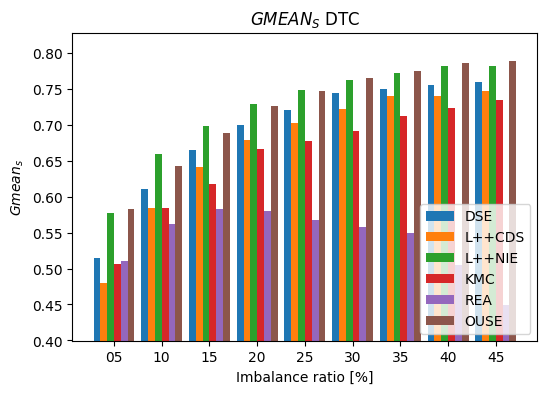 GMEAN_S DTC
Gmean_s
0.80
0.75
0.70
0.65
0.60
0.55
0.50
0.45
0.40
DSE
L++CDS
L++NIE
KMC
REA
OUSE
05 10 15 20 25 30 35 40 45
Imbalance ratio [%]